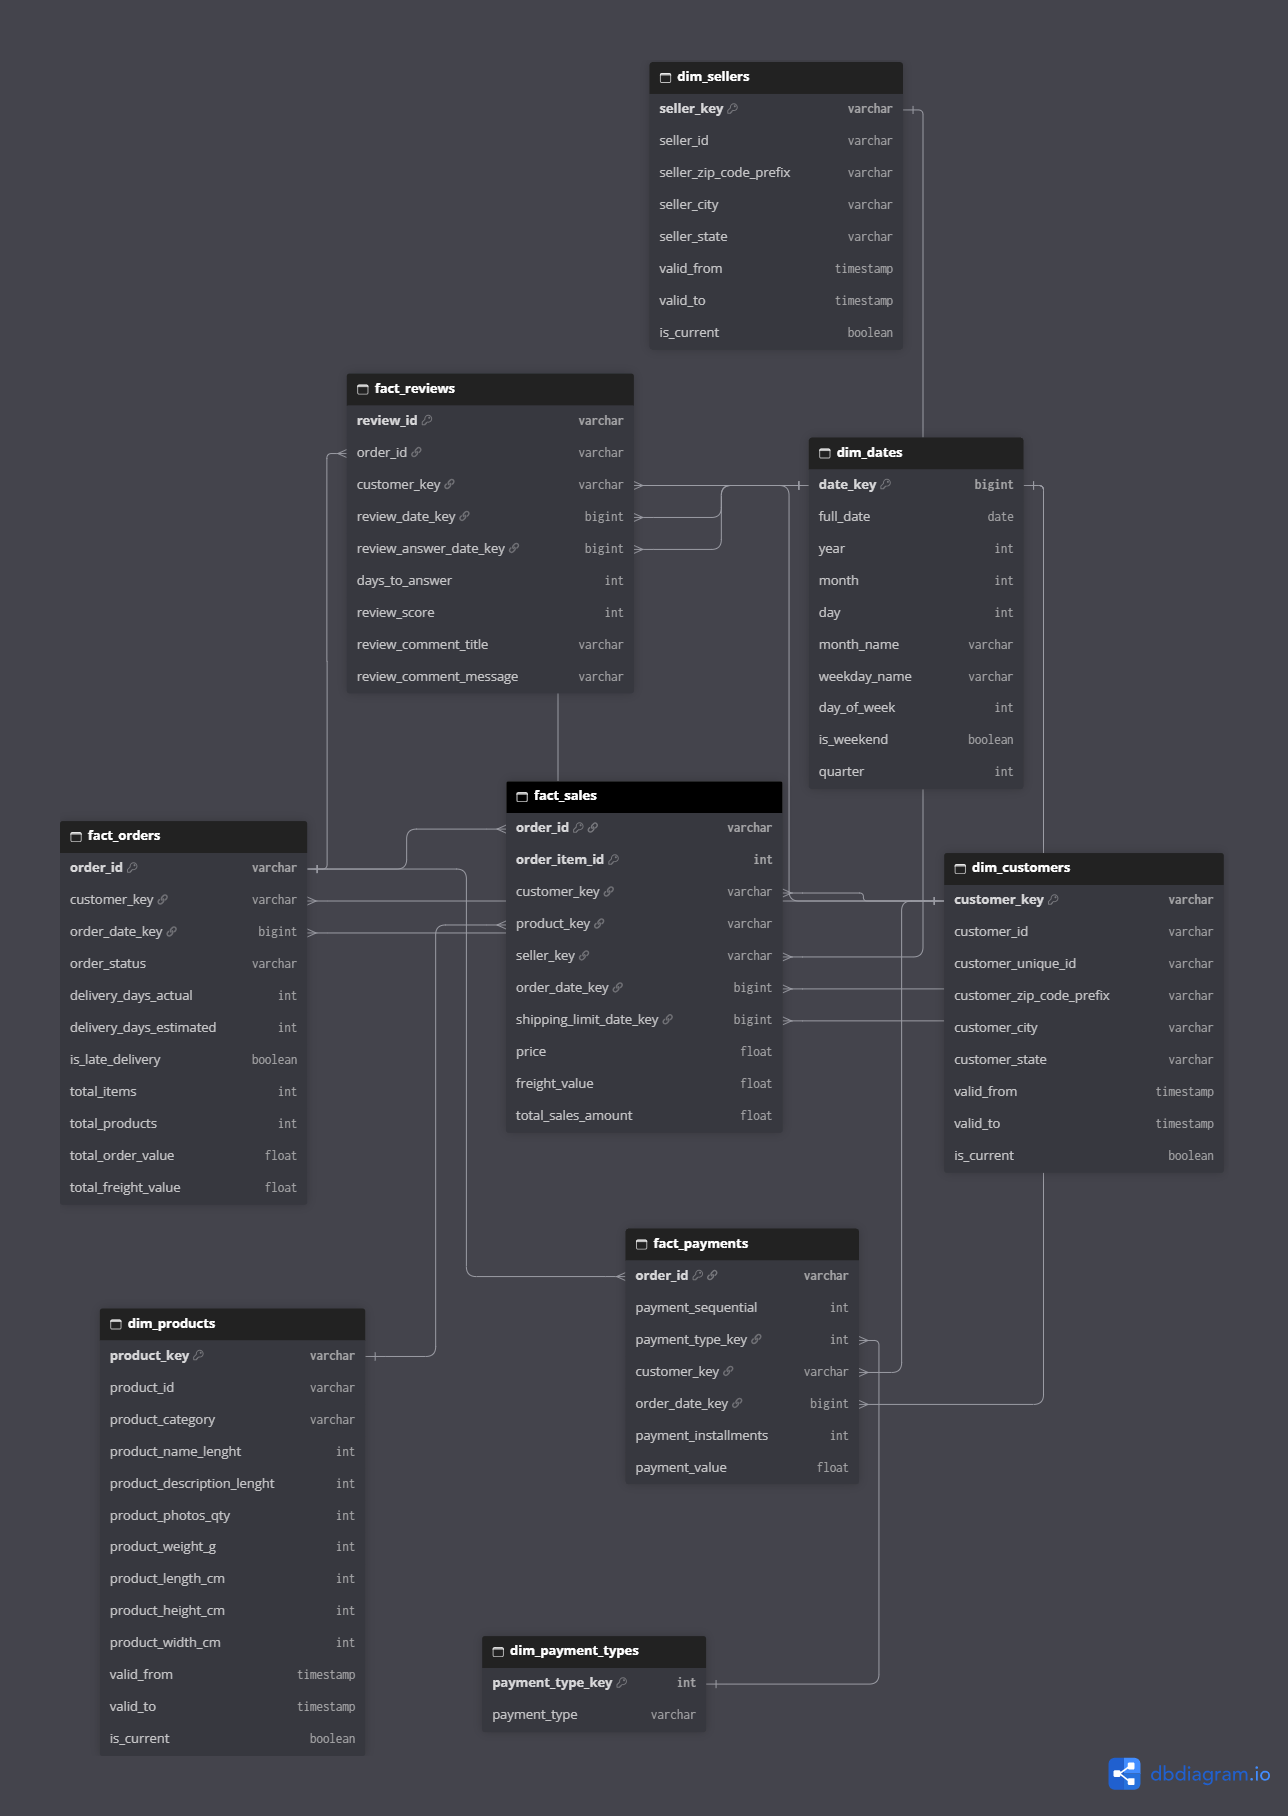 dim_sellers
seller_key varchar
seller_id varchar
seller_zip_code_prefix varchar
seller_city varchar
seller_state varchar
valid_from timestamp
valid_to timestamp
is_current boolean
fact_reviews
review_id varchar
order_id varchar
customer_key varchar
review_date_key bigint
review_answer_date_key bigint
days_to_answer int
review_score int
review_comment_title varchar
review_comment_message varchar
dim_dates
date_key bigint
full_date date
year int
month int
day int
month_name varchar
weekday_name varchar
day_of_week int
is_weekend boolean
quarter int
fact_sales
order_id varchar
order_item_id int
customer_key varchar
product_key varchar
seller_key varchar
order_date_key bigint
shipping_limit_date_key bigint
price float
freight_value float
total_sales_amount float
fact_orders
order_id varchar
customer_key varchar
order_date_key bigint
order_status varchar
delivery_days_actual int
delivery_days_estimated int
is_late_delivery boolean
total_items int
total_products int
total_order_value float
total_freight_value float
dim_customers
customer_key varchar
customer_id varchar
customer_unique_id varchar
customer_zip_code_prefix varchar
customer_city varchar
customer_state varchar
valid_from timestamp
valid_to timestamp
is_current boolean
fact_payments
order_id varchar
payment_sequential int
payment_type_key int
customer_key varchar
order_date_key bigint
payment_installments int
payment_value float
dim_products
product_key varchar
product_id varchar
product_category varchar
product_name_lenght int
product_description_lenght int
product_photos_qty int
product_weight_g int
product_length_cm int
product_height_cm int
product_width_cm int
valid_from timestamp
valid_to timestamp
is_current boolean
dim_payment_types
payment_type_key int
payment_type varchar
dbdiagram.io